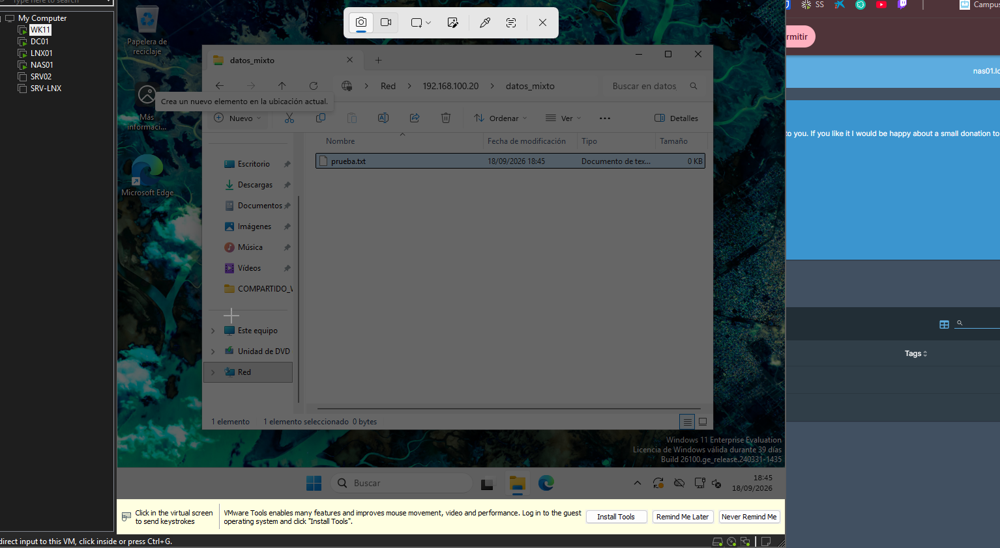 Type here to search
My Computer
WK11
DC01
LNX01
NAS01
SRV02
SRV-LNX
Papelera de
reciclaje
Más
informaci...
Microsoft Edge
datos_mixto
Red
192.168.100.20
datos_mixto
Buscar en datos_
Crea un nuevo elemento en la ubicación actual.
Nuevo
Ordenar
Ver
Detalles
Nombre
Fecha de modificación
Tipo
Tamaño
prueba.txt
18/09/2026 18:45
Documento de tex...
0 KB
Escritorio
Descargas
Documentos
Imágenes
Música
Vídeos
COMPARTIDO_V
Este equipo
Unidad de DVD
Red
1 elemento
1 elemento seleccionado 0 bytes
Windows 11 Enterprise Evaluation
Licencia de Windows válida durante 39 días
Build 26100.ge_release.240331-1435
Buscar
18:45
18/09/2026
Click in the virtual screen
to send keystrokes
VMware Tools enables many features and improves mouse movement, video and performance. Log in to the guest
operating system and click "Install Tools".
Install Tools
Remind Me Later
Never Remind Me
direct input to this VM, click inside or press Ctrl+G.
SS
Campus
rmitir
nas01.lo
to you. If you like it I would be happy about a small donation to
Tags